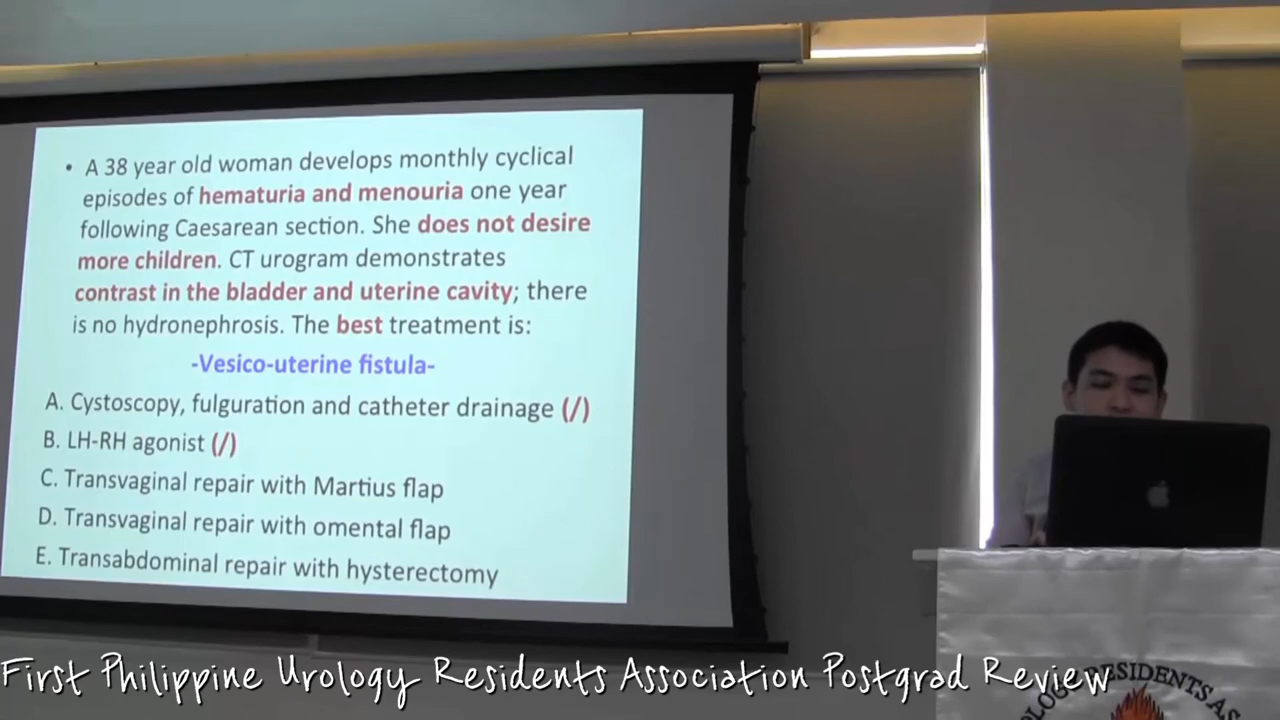 • A 38 year old woman develops monthly cyclical
episodes of hematuria and menouria one year
following Caesarean section. She does not desire
more children. CT urogram demonstrates
contrast in the bladder and uterine cavity; there
is no hydronephrosis. The best treatment is:
-Vesico-uterine fistula-
A. Cystoscopy, fulguration and catheter drainage (/)
B. LH-RH agonist (/)
C. Transvaginal repair with Martius flap
D. Transvaginal repair with omental flap
E. Transabdominal repair with hysterectomy
First Philippine Urology Residents Association Postgrad Review